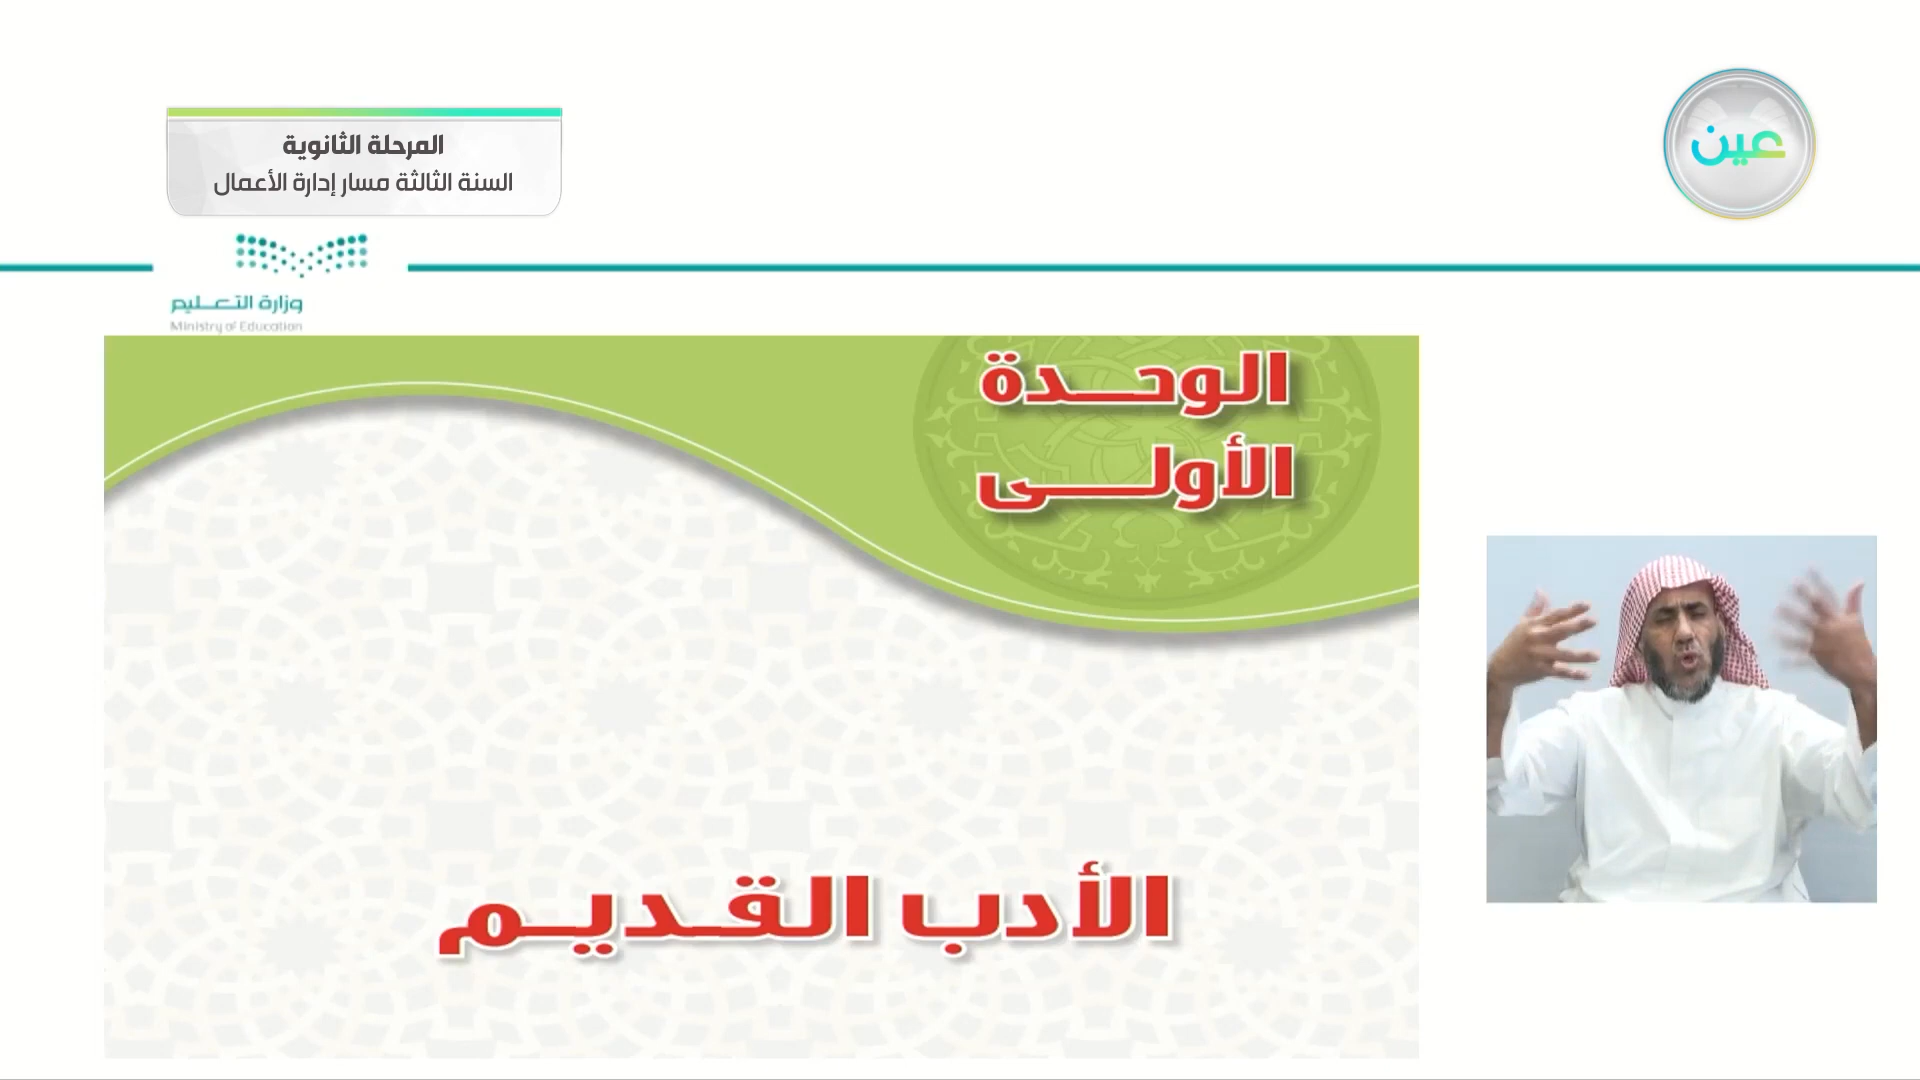 المرحلة الثانوية
السنة الثالثة مسار إدارة الأعمال
عين
وزارة التعليم
Ministry of Education
الوحدة
الأولى
الأدب القديم